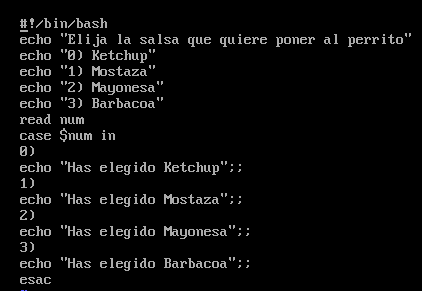 #!/bin/bash
echo "Elija la salsa que quiere poner al perrito"
echo "0) Ketchup"
echo "1) Mostaza"
echo "2) Mayonesa"
echo "3) Barbacoa"
read num
case $num in
0)
echo "Has elegido Ketchup";;
1)
echo "Has elegido Mostaza";;
2)
echo "Has elegido Mayonesa";;
3)
echo "Has elegido Barbacoa";;
esac